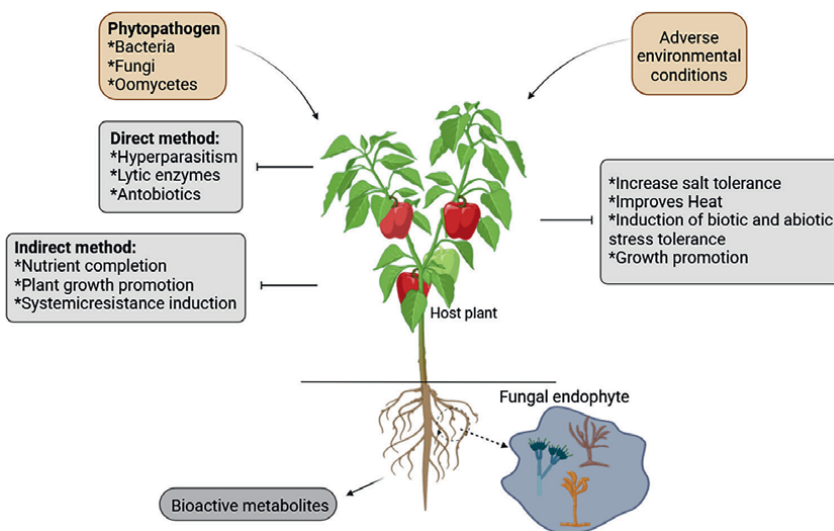 Phytopathogen
*Bacteria
*Fungi
*Oomycetes
Adverse
environmental
conditions
Direct method:
*Hyperparasitism
*Lytic enzymes
*Antobiotics
*Increase salt tolerance
*Improves Heat
*Induction of biotic and abiotic
stress tolerance
*Growth promotion
Indirect method:
*Nutrient completion
*Plant growth promotion
*Systemicresistance induction
Host plant
Fungal endophyte
Bioactive metabolites